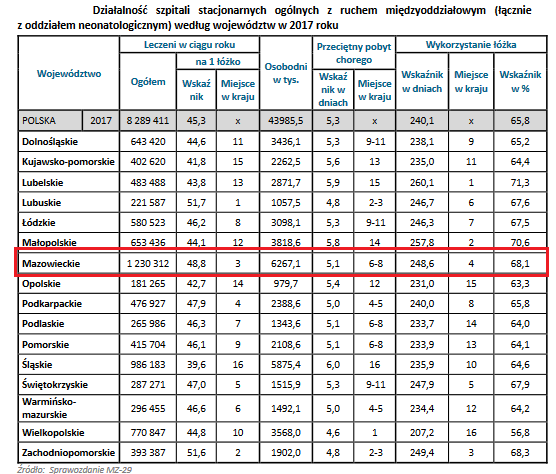 Działalność szpitali stacjonarnych ogólnych z ruchem międzyoddziałowym (łącznie
z oddziałem neonatologicznym) według województw w 2017 roku
Województwo Leczeni w ciągu roku Osobodni w tys. Przeciętny pobyt chorego Wykorzystanie łóżka
Ogółem na 1 łóżko
Wskaźnik Miejsce w kraju Wskaźnik w dniach Miejsce w kraju Wskaźnik w dniach Miejsce w kraju Wskaźnik w %
POLSKA 2017 8 289 411 45,3 x 43985,5 5,3 x 240,1 x 65,8
Dolnośląskie 643 420 44,6 11 3436,1 5,3 9-11 238,1 9 65,2
Kujawsko-pomorskie 402 620 41,8 15 2262,5 5,6 13 235,0 11 64,4
Lubelskie 483 488 43,8 13 2871,7 5,9 15 260,1 1 71,3
Lubuskie 221 587 51,7 1 1057,5 4,8 2-3 246,7 6 67,6
Łódzkie 580 523 46,2 8 3098,1 5,3 9-11 246,3 7 67,5
Małopolskie 653 436 44,1 12 3818,6 5,8 14 257,8 2 70,6
Mazowieckie 1 230 312 48,8 3 6267,1 5,1 6-8 248,6 4 68,1
Opolskie 181 265 42,7 14 979,7 5,4 12 231,0 15 63,3
Podkarpackie 476 927 47,9 4 2388,6 5,0 4-5 240,0 8 65,8
Podlaskie 265 986 46,3 7 1343,6 5,1 6-8 233,7 14 64,0
Pomorskie 415 704 46,1 9 2108,6 5,1 6-8 233,9 13 64,1
Śląskie 986 183 39,6 16 5875,4 6,0 16 235,9 10 64,6
Świętokrzyskie 287 271 47,0 5 1515,9 5,3 9-11 247,9 5 67,9
Warmińsko-
mazurskie 296 455 46,6 6 1492,1 5,0 4-5 234,4 12 64,2
Wielkopolskie 770 847 44,8 10 3568,0 4,6 1 207,2 16 56,8
Zachodniopomorskie 393 387 51,6 2 1902,0 4,8 2-3 249,4 3 68,3
Źródło: Sprawozdanie MZ-29